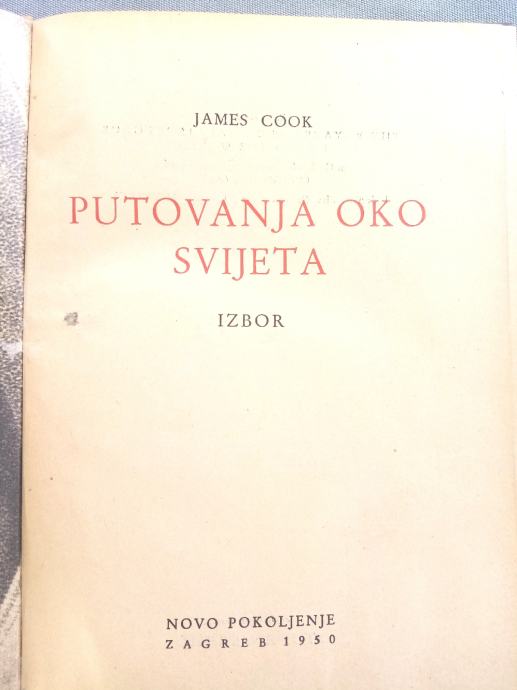 JAMES COOK
PUTOVANJA OKO
SVIJETA
IZBOR
NOVO POKOLJENJE
ZAGREB 1950